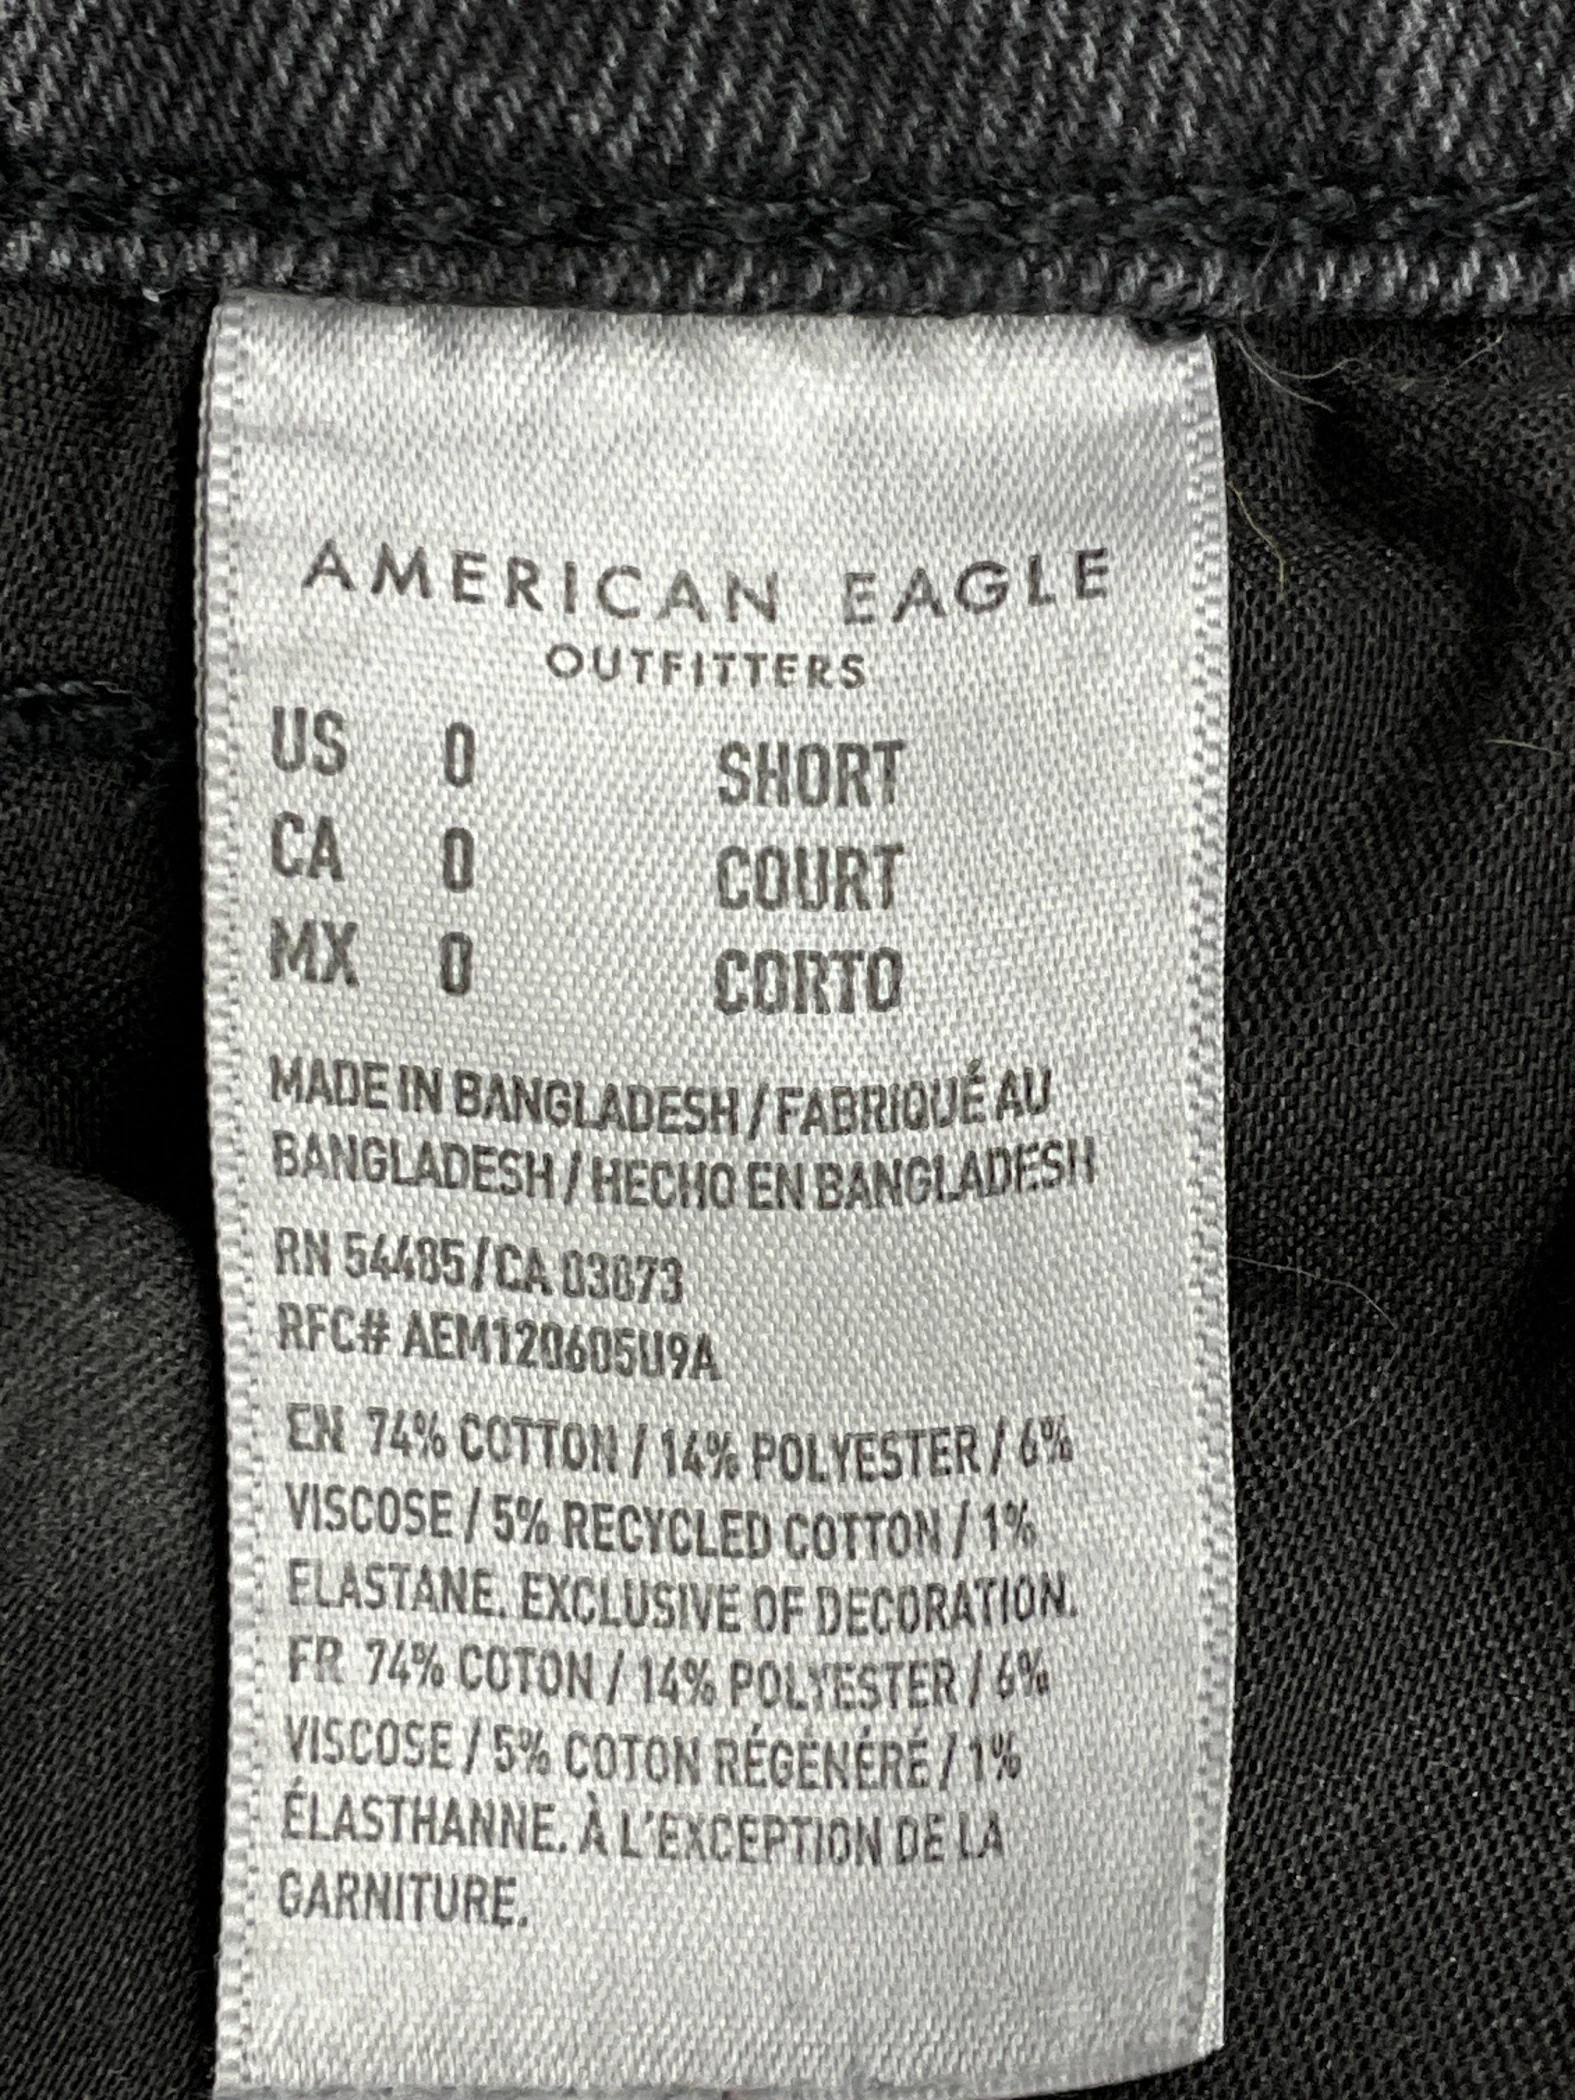 AMERICAN EAGLE
OUTFITTERS
US 0 SHORT
CA 0 COURT
MX 0 CORTO
MADE IN BANGLADESH / FABRIQUÉ AU
BANGLADESH / HECHO EN BANGLADESH
RN 54485 / CA 03873
RFC# AEM120605U9A
EN 74% COTTON / 14% POLYESTER / 6%
VISCOSE / 5% RECYCLED COTTON / 1%
ELASTANE. EXCLUSIVE OF DECORATION.
FR 74% COTON / 14% POLYESTER / 6%
VISCOSE / 5% COTON RÉGÉNÉRÉ / 1%
ÉLASTHANNE. À L'EXCEPTION DE LA
GARNITURE.